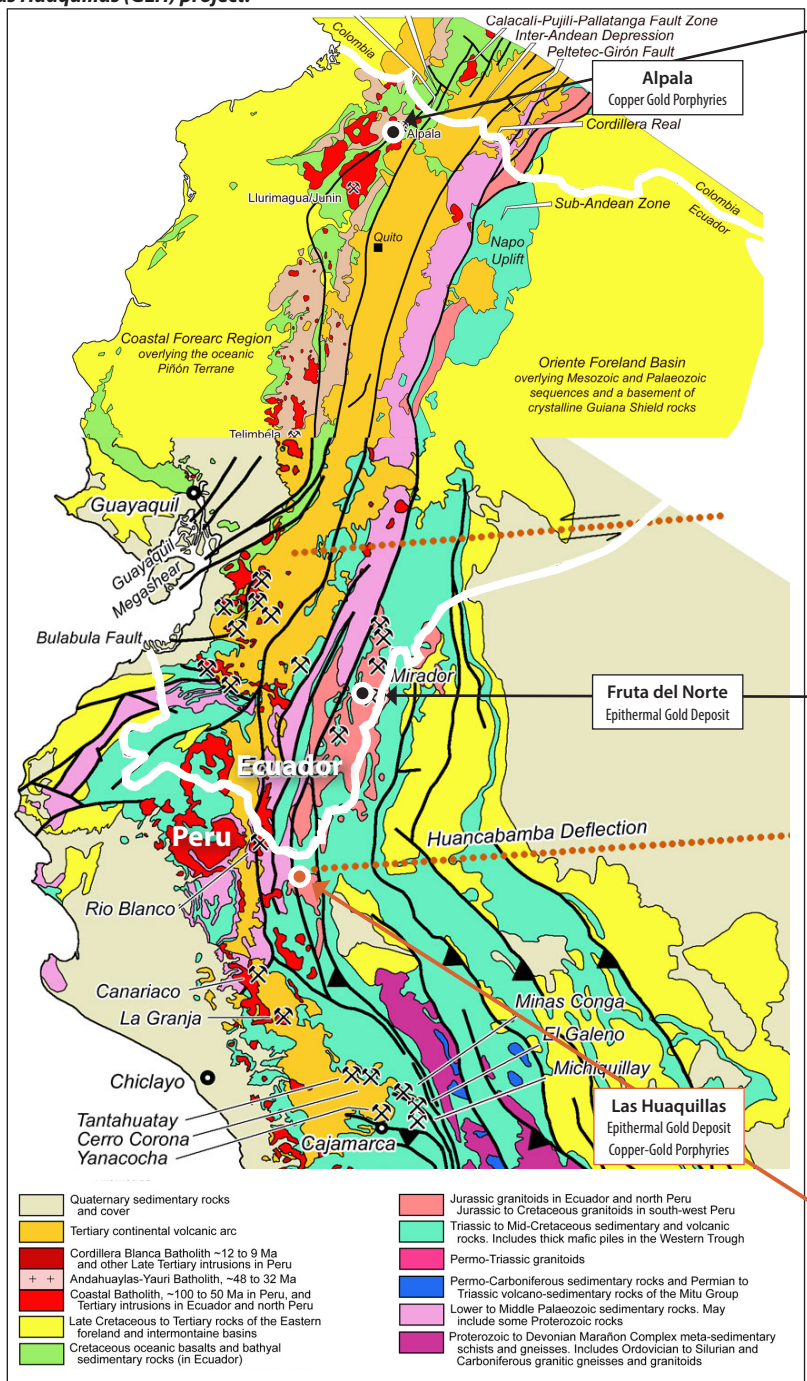 as Huaquillas (GLH) project.
Calacalí-Pujilí-Pallatanga Fault Zone
Inter-Andean Depression
Peltetec-Girón Fault
Colombia
Alpala
Copper Gold Porphyries
Alpala
Cordillera Real
Llurimagua/Junin
Colombia
Ecuador
Sub-Andean Zone
Quito
Napo
Uplift
Coastal Forearc Region
overlying the oceanic
Piñón Terrane
Oriente Foreland Basin
overlying Mesozoic and Palaeozoic
sequences and a basement of
crystalline Guiana Shield rocks
Telimbéla
Guayaquil
Guayaquil
Megashear
Bulabula Fault
Mirador
Fruta del Norte
Epithermal Gold Deposit
Ecuador
Peru
Huancabamba Deflection
Rio Blanco
Canariaco
Minas Conga
La Granja
El Galeno
Chiclayo
Michiquillay
Las Huaquillas
Epithermal Gold Deposit
Copper-Gold Porphyries
Tantahuatay
Cerro Corona
Cajamarca
Yanacocha
Quaternary sedimentary rocks
and cover
Tertiary continental volcanic arc
Cordillera Blanca Batholith ~12 to 9 Ma
and other Late Tertiary intrusions in Peru
+ + Andahuaylas-Yauri Batholith, ~48 to 32 Ma
Coastal Batholith, ~100 to 50 Ma in Peru, and
Tertiary intrusions in Ecuador and north Peru
Late Cretaceous to Tertiary rocks of the Eastern
foreland and intermontaine basins
Cretaceous oceanic basalts and bathyal
sedimentary rocks (in Ecuador)
Jurassic granitoids in Ecuador and north Peru
Jurassic to Cretaceous granitoids in south-west Peru
Triassic to Mid-Cretaceous sedimentary and volcanic
rocks. Includes thick mafic piles in the Western Trough
Permo-Triassic granitoids
Permo-Carboniferous sedimentary rocks and Permian to
Triassic volcano-sedimentary rocks of the Mitu Group
Lower to Middle Palaeozoic sedimentary rocks. May
include some Proterozoic rocks
Proterozoic to Devonian Marañon Complex meta-sedimentary
schists and gneisses. Includes Ordovician to Silurian and
Carboniferous granitic gneisses and granitoids